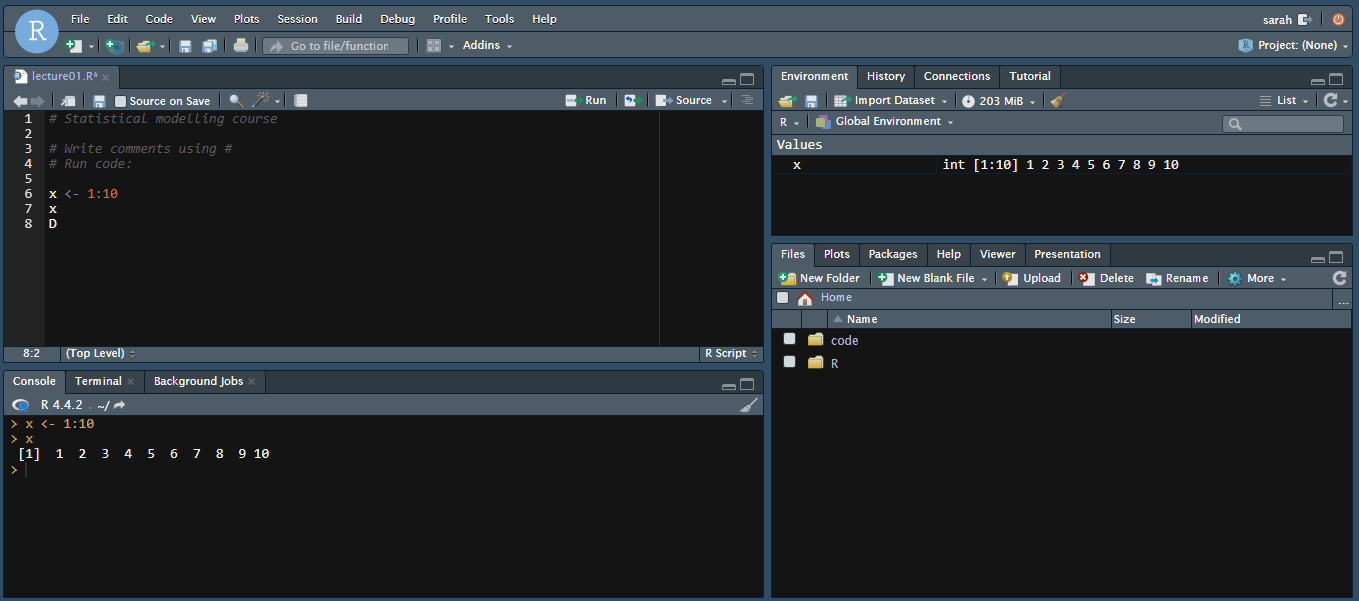 R
File Edit Code View Plots Session Build Debug Profile Tools Help
sarah
Go to file/function
Addins
Project: (None)
lecture01.R*
Source on Save
Run
Source
1 # Statistical modelling course
2
3 # Write comments using #
4 # Run code:
5
6 x <- 1:10
7 x
8 D
8:2 (Top Level) R Script
Console Terminal Background Jobs
R 4.4.2 . ~/
> x <- 1:10
> x
[1] 1 2 3 4 5 6 7 8 9 10
>
Environment History Connections Tutorial
Import Dataset 203 MiB List
R Global Environment
Values
x int [1:10] 1 2 3 4 5 6 7 8 9 10
Files Plots Packages Help Viewer Presentation
New Folder New Blank File Upload Delete Rename More
Home ...
Name Size Modified
code
R